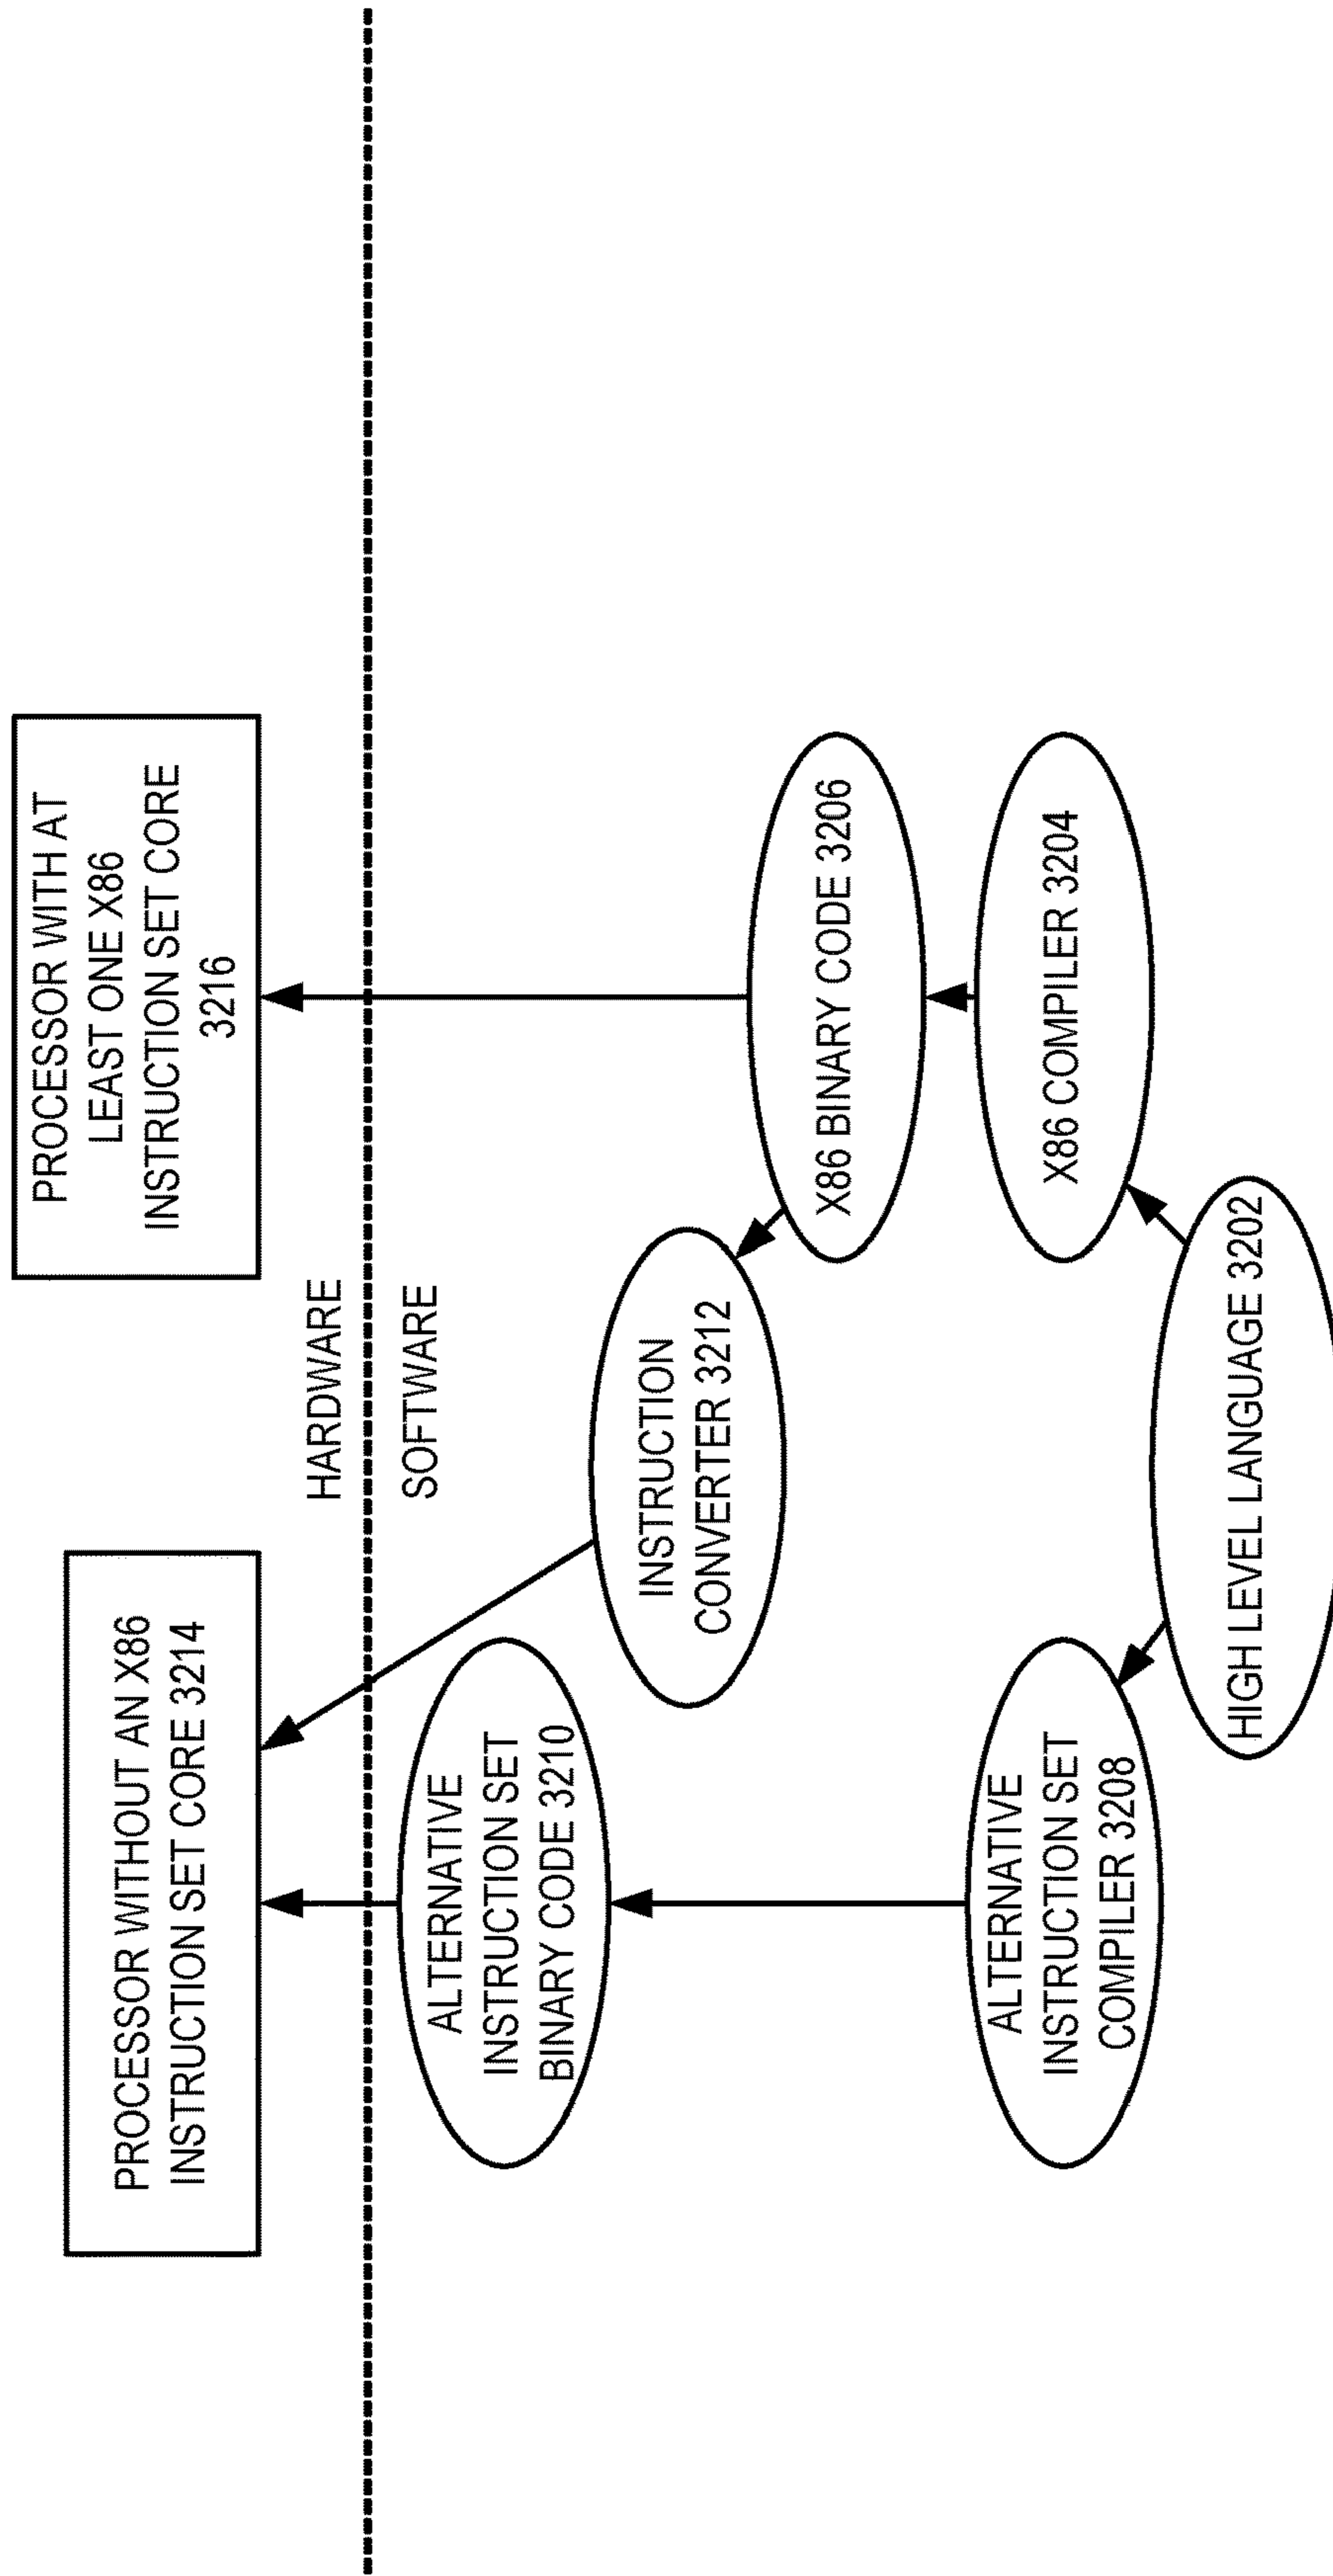 PROCESSOR WITHOUT AN X86
INSTRUCTION SET CORE 3214
PROCESSOR WITH AT
LEAST ONE X86
INSTRUCTION SET CORE
3216
HARDWARE
SOFTWARE
ALTERNATIVE
INSTRUCTION SET
BINARY CODE 3210
INSTRUCTION
CONVERTER 3212
X86 BINARY CODE 3206
ALTERNATIVE
INSTRUCTION SET
COMPILER 3208
X86 COMPILER 3204
HIGH LEVEL LANGUAGE 3202